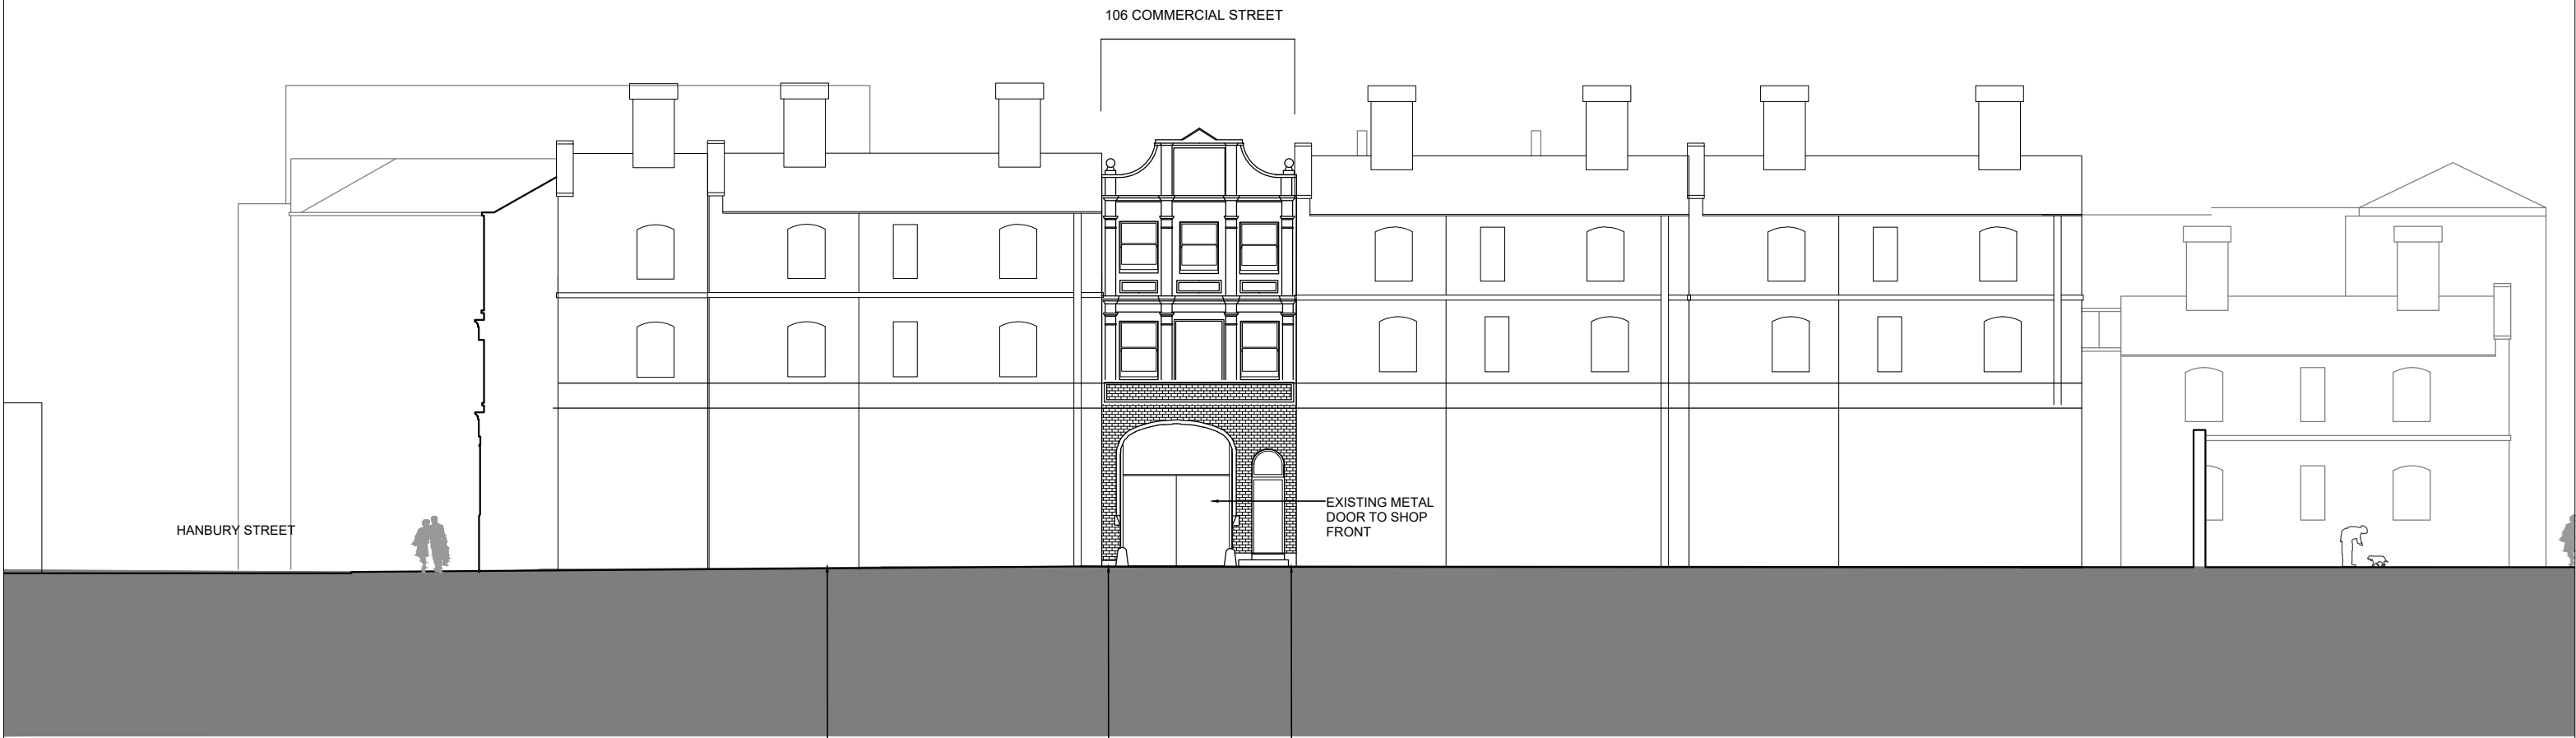 106 COMMERCIAL STREET
HANBURY STREET
EXISTING METAL
DOOR TO SHOP
FRONT